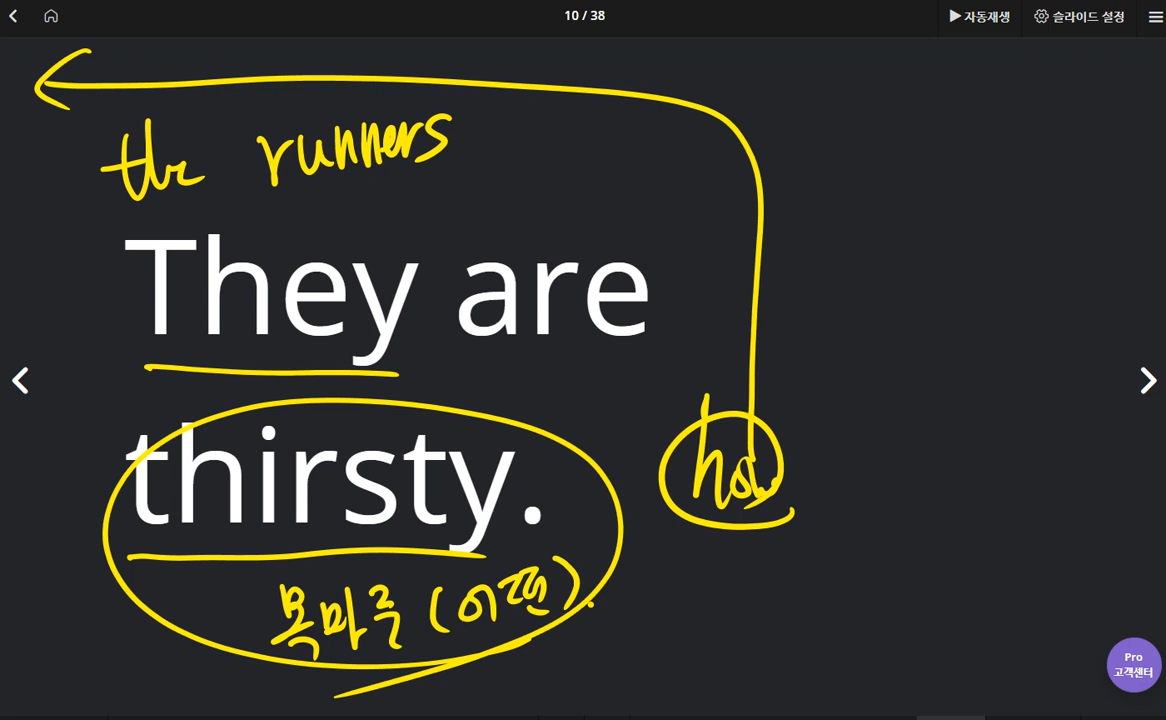 10 / 38
자동재생
슬라이드 설정
the runners
They are
thirsty.
목마른 (어떤).
Pro
고객센터